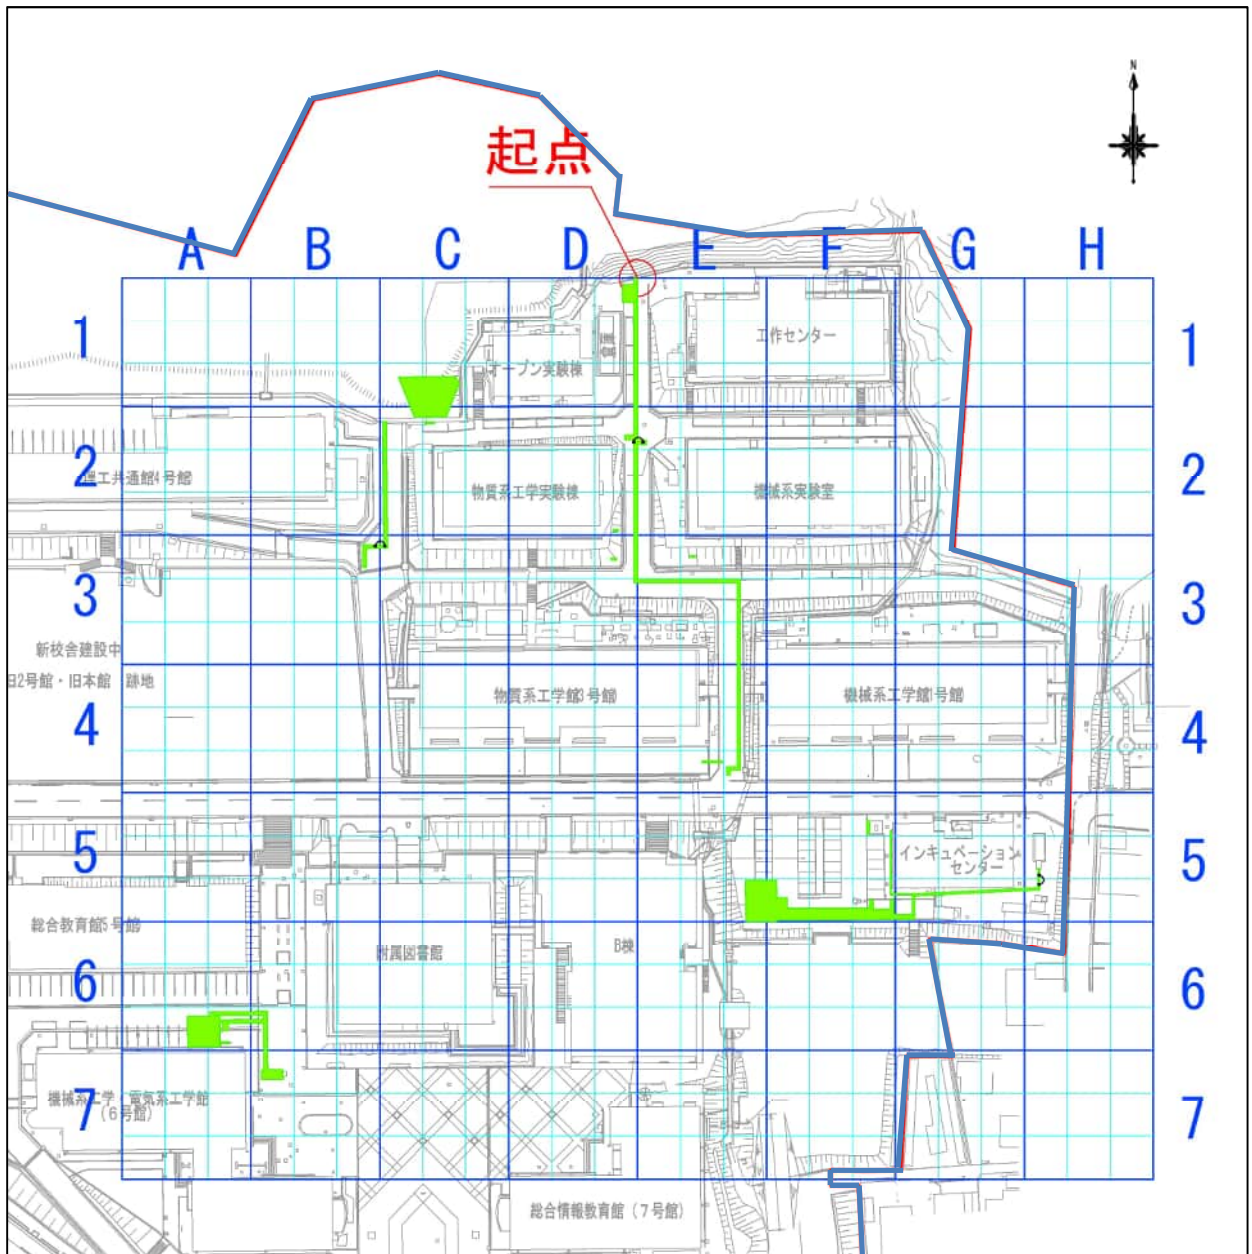 N
起点
A B C D E F G H
1 1
工作センター
倉庫
オープン実験棟
2 2
理工共通館4号館
物質系工学実験棟
機械系実験室
3 3
新校舎建設中
旧2号館・旧本館 跡地
物質系工学館3号館
機械系工学館1号館
4 4
5 5
インキュベーション
センター
総合教育館5号館
附属図書館
B棟
6 6
機械系工学・電気系工学館
(6号館)
7 7
総合情報教育館(7号館)